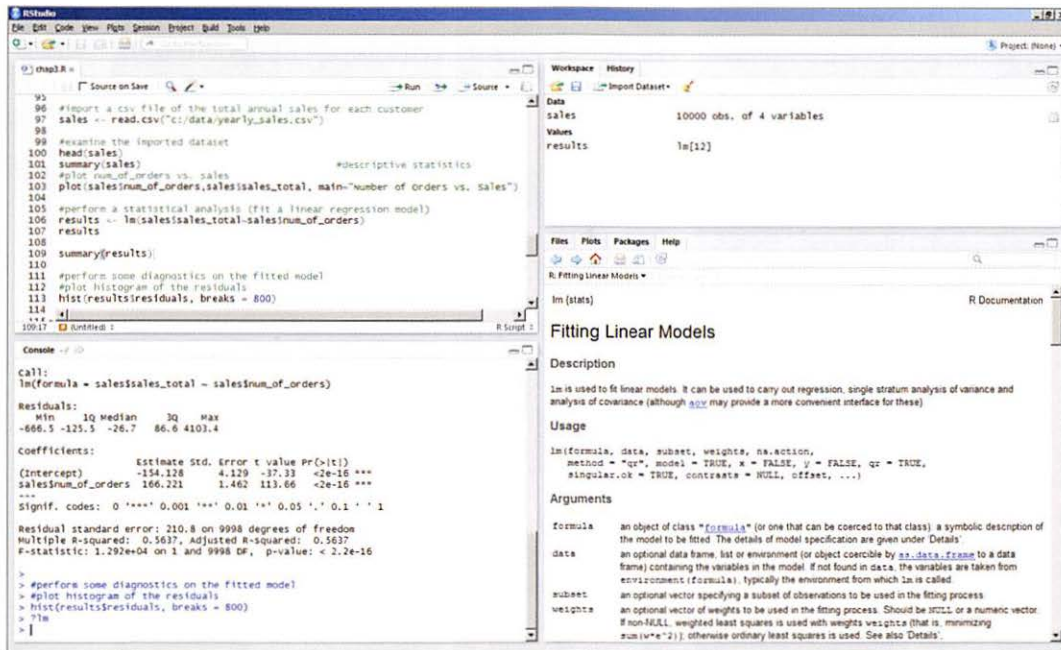 RStudio
File Edit Code View Plots Session Project Build Tools Help
Project: (None)
chap3.R
Source on Save
Run
Source
95
96 #import a csv file of the total annual sales for each customer
97 sales <- read.csv("c:/data/yearly_sales.csv")
98
99 #examine the imported dataset
100 head(sales)
101 summary(sales) #descriptive statistics
102 #plot num_of_orders vs. sales
103 plot(sales$num_of_orders,sales$sales_total, main="Number of Orders vs. Sales")
104
105 #perform a statistical analysis (fit a linear regression model)
106 results <- lm(sales$sales_total~sales$num_of_orders)
107 results
108
109 summary(results)
110
111 #perform some diagnostics on the fitted model
112 #plot histogram of the residuals
113 hist(results$residuals, breaks = 800)
114
109:17 (Untitled) R Script
Console ~/
Call:
lm(formula = sales$sales_total ~ sales$num_of_orders)
Residuals:
Min 1Q Median 3Q Max
-666.5 -125.5 -26.7 86.6 4103.4
Coefficients:
Estimate Std. Error t value Pr(>|t|)
(Intercept) -154.128 4.129 -37.33 <2e-16 ***
sales$num_of_orders 166.221 1.462 113.66 <2e-16 ***
---
Signif. codes: 0 '***' 0.001 '**' 0.01 '*' 0.05 '.' 0.1 ' ' 1
Residual standard error: 210.8 on 9998 degrees of freedom
Multiple R-squared: 0.5637, Adjusted R-squared: 0.5637
F-statistic: 1.292e+04 on 1 and 9998 DF, p-value: < 2.2e-16
>
> #perform some diagnostics on the fitted model
> #plot histogram of the residuals
> hist(results$residuals, breaks = 800)
> ?lm
>
Workspace History
Import Dataset
Data
sales 10000 obs. of 4 variables
Values
results lm[12]
Files Plots Packages Help
R: Fitting Linear Models
lm {stats} R Documentation
Fitting Linear Models
Description
lm is used to fit linear models. It can be used to carry out regression, single stratum analysis of variance and
analysis of covariance (although aov may provide a more convenient interface for these)
Usage
lm(formula, data, subset, weights, na.action,
method = "qr", model = TRUE, x = FALSE, y = FALSE, qr = TRUE,
singular.ok = TRUE, contrasts = NULL, offset, ...)
Arguments
formula an object of class "formula" (or one that can be coerced to that class): a symbolic description of
the model to be fitted. The details of model specification are given under 'Details'.
data an optional data frame, list or environment (or object coercible by as.data.frame to a data
frame) containing the variables in the model. If not found in data, the variables are taken from
environment(formula), typically the environment from which lm is called.
subset an optional vector specifying a subset of observations to be used in the fitting process
weights an optional vector of weights to be used in the fitting process. Should be NULL or a numeric vector.
If non-NULL, weighted least squares is used with weights weights (that is, minimizing
sum(w*e^2)); otherwise ordinary least squares is used. See also 'Details',